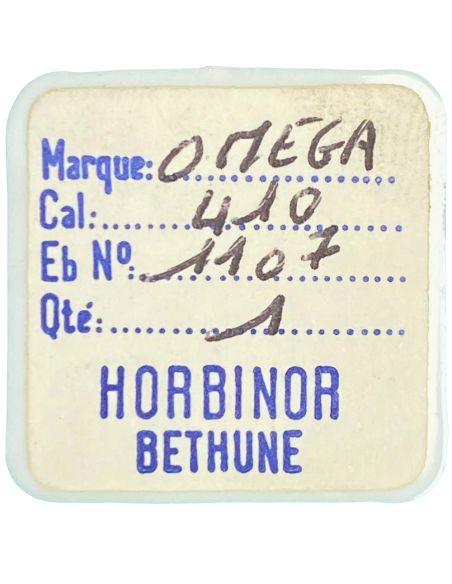 Marque: OMEGA
Cal: 410
Eb Nº: 1107
Qté: 1
HORBINOR
BETHUNE